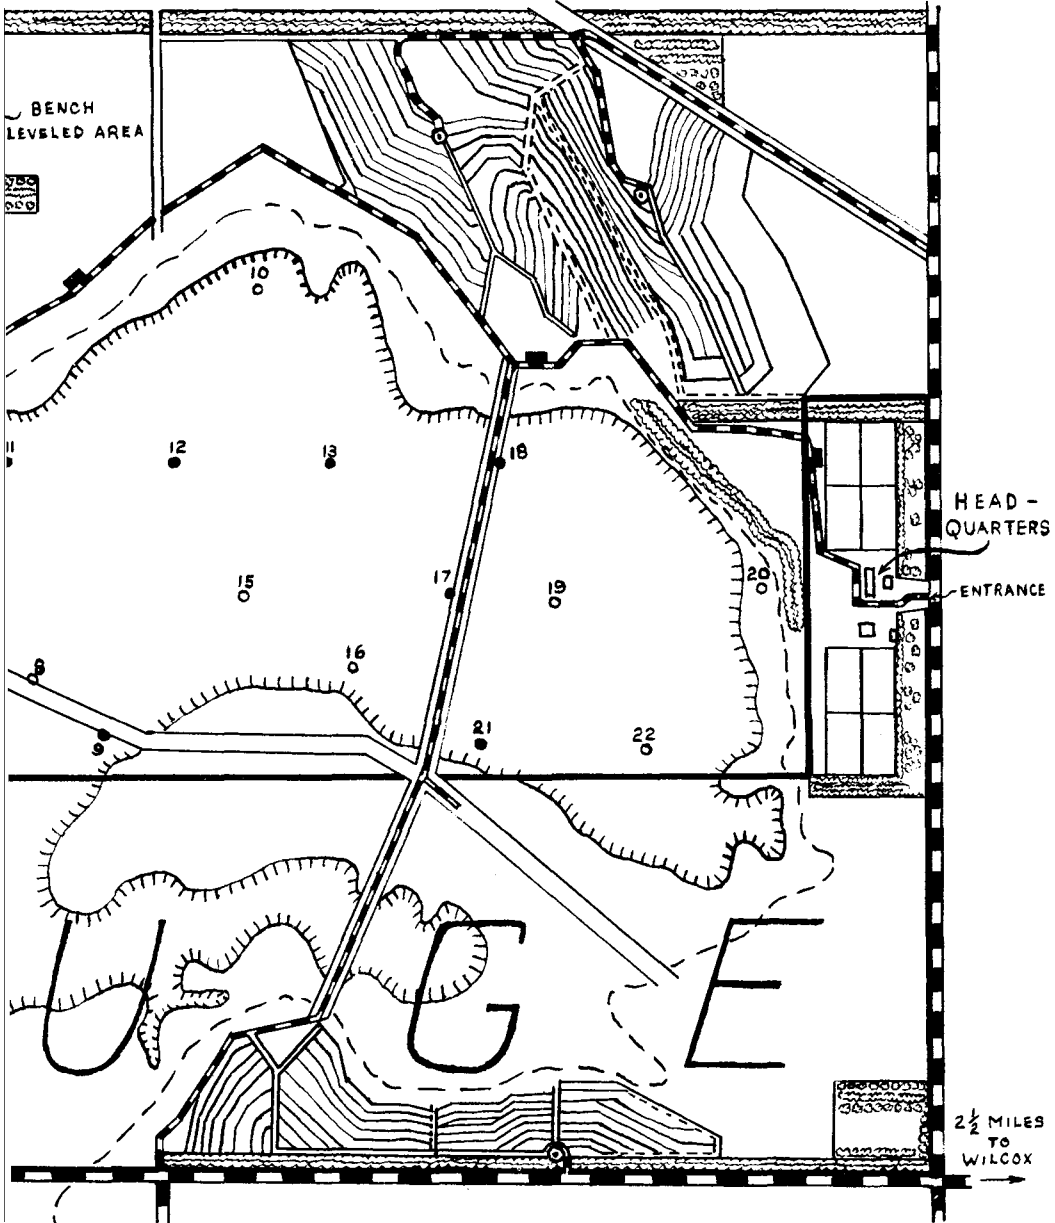 BENCH
LEVELED AREA
10
11
12
13
18
HEAD-
QUARTERS
ENTRANCE
15
17
19
20
16
8
9
21
22
U G E
2½ MILES
TO
WILCOX